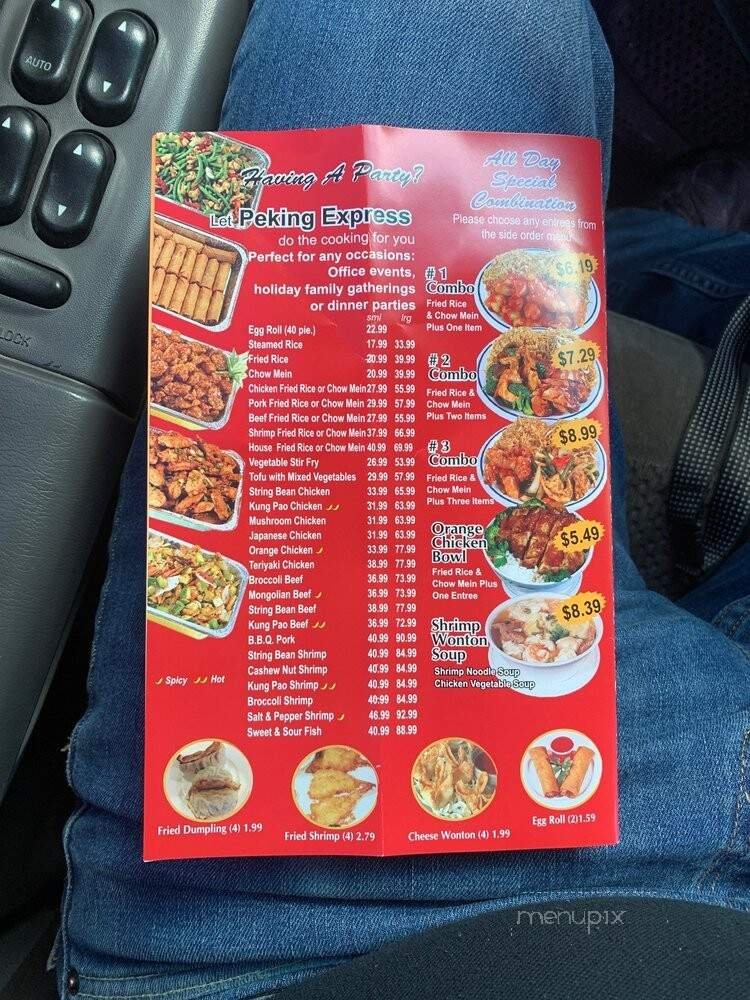 AUTO
LOCK
Having A Party?
Let Peking Express
do the cooking for you
Perfect for any occasions:
Office events,
holiday family gatherings
or dinner parties
sml lrg
Egg Roll (40 pie.) 22.99
Steamed Rice 17.99 33.99
Fried Rice 20.99 39.99
Chow Mein 20.99 39.99
Chicken Fried Rice or Chow Mein 27.99 55.99
Pork Fried Rice or Chow Mein 29.99 57.99
Beef Fried Rice or Chow Mein 27.99 55.99
Shrimp Fried Rice or Chow Mein 37.99 66.99
House Fried Rice or Chow Mein 40.99 69.99
Vegetable Stir Fry 26.99 53.99
Tofu with Mixed Vegetables 29.99 57.99
String Bean Chicken 33.99 65.99
Kung Pao Chicken 31.99 63.99
Mushroom Chicken 31.99 63.99
Japanese Chicken 31.99 63.99
Orange Chicken 33.99 77.99
Teriyaki Chicken 38.99 77.99
Broccoli Beef 36.99 73.99
Mongolian Beef 36.99 73.99
String Bean Beef 38.99 77.99
Kung Pao Beef 36.99 72.99
B.B.Q. Pork 40.99 90.99
String Bean Shrimp 40.99 84.99
Cashew Nut Shrimp 40.99 84.99
Kung Pao Shrimp 40.99 84.99
Broccoli Shrimp 40.99 84.99
Salt & Pepper Shrimp 46.99 92.99
Sweet & Sour Fish 40.99 88.99
Spicy Hot
All Day
Special
Combination
Please choose any entrees from
the side order menu
# 1
Combo
$6.19
Fried Rice
& Chow Mein
Plus One Item
# 2
Combo
$7.29
Fried Rice &
Chow Mein
Plus Two Items
# 3
Combo
$8.99
Fried Rice &
Chow Mein
Plus Three Items
Orange
Chicken
Bowl
$5.49
Fried Rice &
Chow Mein Plus
One Entree
$8.39
Shrimp
Wonton
Soup
Shrimp Noodle Soup
Chicken Vegetable Soup
Fried Dumpling (4) 1.99
Fried Shrimp (4) 2.79
Cheese Wonton (4) 1.99
Egg Roll (2)1.59
menupix